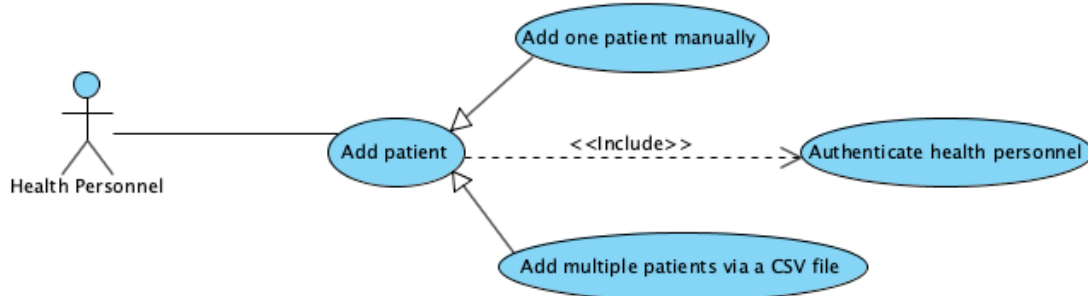 Add one patient manually
<<Include>>
Add patient
Authenticate health personnel
Health Personnel
Add multiple patients via a CSV file